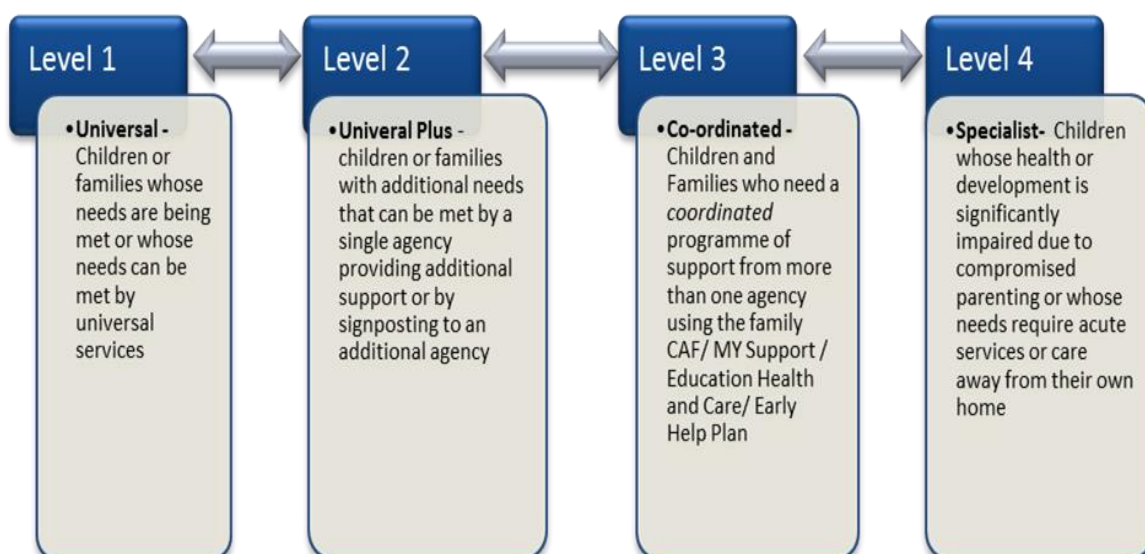 Level 1
•Universal -
Children or
families whose
needs are being
met or whose
needs can be
met by
universal
services
Level 2
•Univeral Plus -
children or families
with additional needs
that can be met by a
single agency
providing additional
support or by
signposting to an
additional agency
Level 3
•Co-ordinated -
Children and
Families who need a
coordinated
programme of
support from more
than one agency
using the family
CAF/ MY Support /
Education Health
and Care/ Early
Help Plan
Level 4
•Specialist- Children
whose health or
development is
significantly
impaired due to
compromised
parenting or whose
needs require acute
services or care
away from their own
home